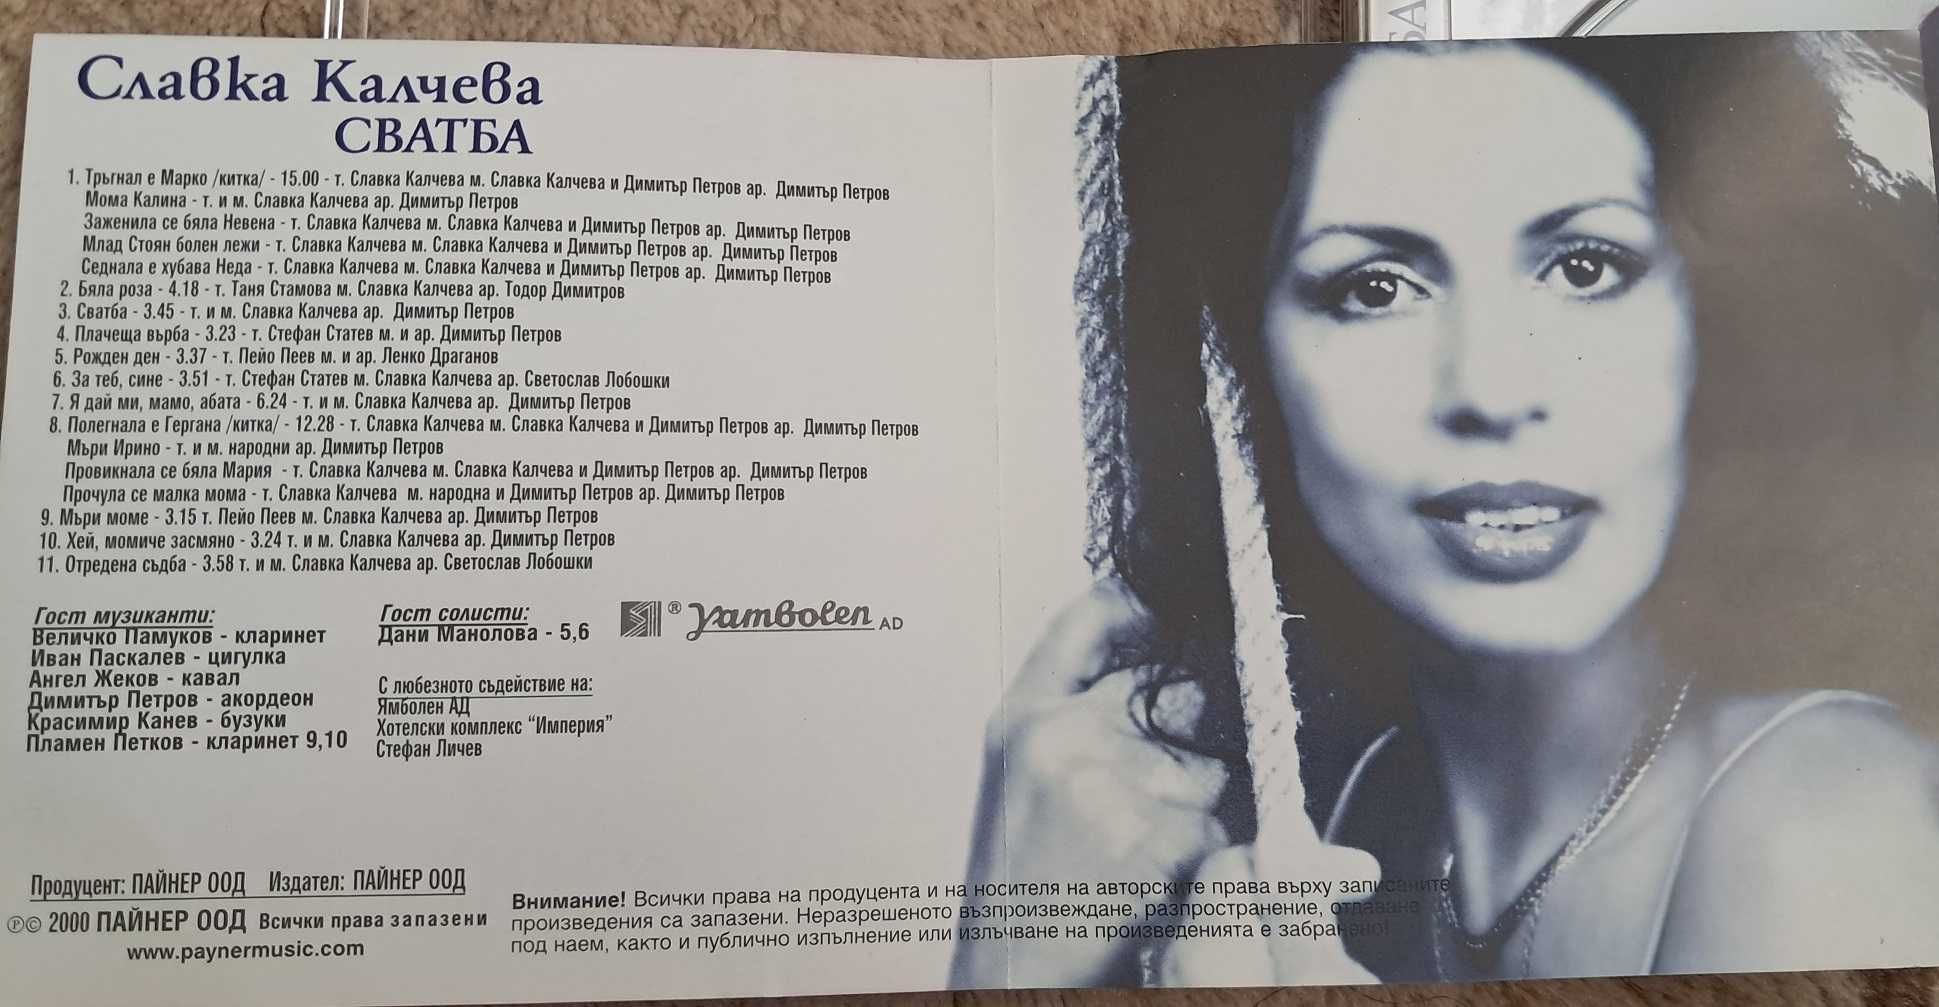 Славка Калчева
СВАТБА
1. Тръгнал е Марко /китка/ - 15.00 - т. Славка Калчева м. Славка Калчева и Димитър Петров ар. Димитър Петров
Мома Калина - т. и м. Славка Калчева ар. Димитър Петров
Заженила се бяла Невена - т. Славка Калчева м. Славка Калчева и Димитър Петров ар. Димитър Петров
Млад Стоян болен лежи - т. Славка Калчева м. Славка Калчева и Димитър Петров ар. Димитър Петров
Седнала е хубава Неда - т. Славка Калчева м. Славка Калчева и Димитър Петров ар. Димитър Петров
2. Бяла роза - 4.18 - т. Таня Стамова м. Славка Калчева ар. Тодор Димитров
3. Сватба - 3.45 - т. и м. Славка Калчева ар. Димитър Петров
4. Плачеща върба - 3.23 - т. Стефан Статев м. и ар. Димитър Петров
5. Рожден ден - 3.37 - т. Пейо Пеев м. и ар. Ленко Драганов
6. За теб, сине - 3.51 - т. Стефан Статев м. Славка Калчева ар. Светослав Лобошки
7. Я дай ми, мамо, абата - 6.24 - т. и м. Славка Калчева ар. Димитър Петров
8. Полегнала е Гергана /китка/ - 12.28 - т. Славка Калчева м. Славка Калчева и Димитър Петров ар. Димитър Петров
Мъри Ирино - т. и м. народни ар. Димитър Петров
Провикнала се бяла Мария - т. Славка Калчева м. Славка Калчева и Димитър Петров ар. Димитър Петров
Прочула се малка мома - т. Славка Калчева м. народна и Димитър Петров ар. Димитър Петров
9. Мъри моме - 3.15 т. Пейо Пеев м. Славка Калчева ар. Димитър Петров
10. Хей, момиче засмяно - 3.24 т. и м. Славка Калчева ар. Димитър Петров
11. Отредена съдба - 3.58 т. и м. Славка Калчева ар. Светослав Лобошки
Гост музиканти:
Величко Памуков - кларинет
Иван Паскалев - цигулка
Ангел Жеков - кавал
Димитър Петров - акордеон
Красимир Канев - бузуки
Пламен Петков - кларинет 9,10
Гост солисти:
Дани Манолова - 5,6
® Yambolen AD
С любезното съдействие на:
Ямболен АД
Хотелски комплекс “Империя”
Стефан Личев
Продуцент: ПАЙНЕР ООД Издател: ПАЙНЕР ООД
℗© 2000 ПАЙНЕР ООД Всички права запазени
www.paynermusic.com
Внимание! Всички права на продуцента и на носителя на авторските права върху записаните
произведения са запазени. Неразрешеното възпроизвеждане, разпространение, отдаване
под наем, както и публично изпълнение или излъчване на произведенията е забранено!
БА